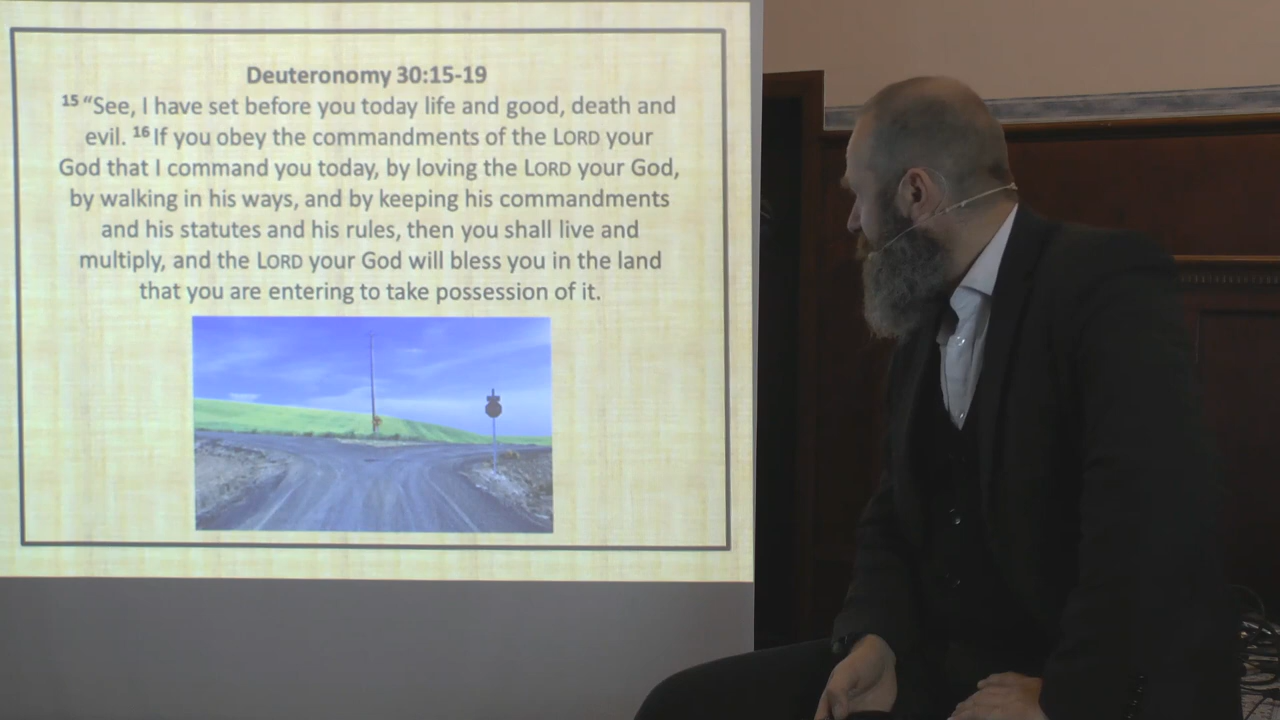 Deuteronomy 30:15-19
15 “See, I have set before you today life and good, death and
evil. 16 If you obey the commandments of the LORD your
God that I command you today, by loving the LORD your God,
by walking in his ways, and by keeping his commandments
and his statutes and his rules, then you shall live and
multiply, and the LORD your God will bless you in the land
that you are entering to take possession of it.